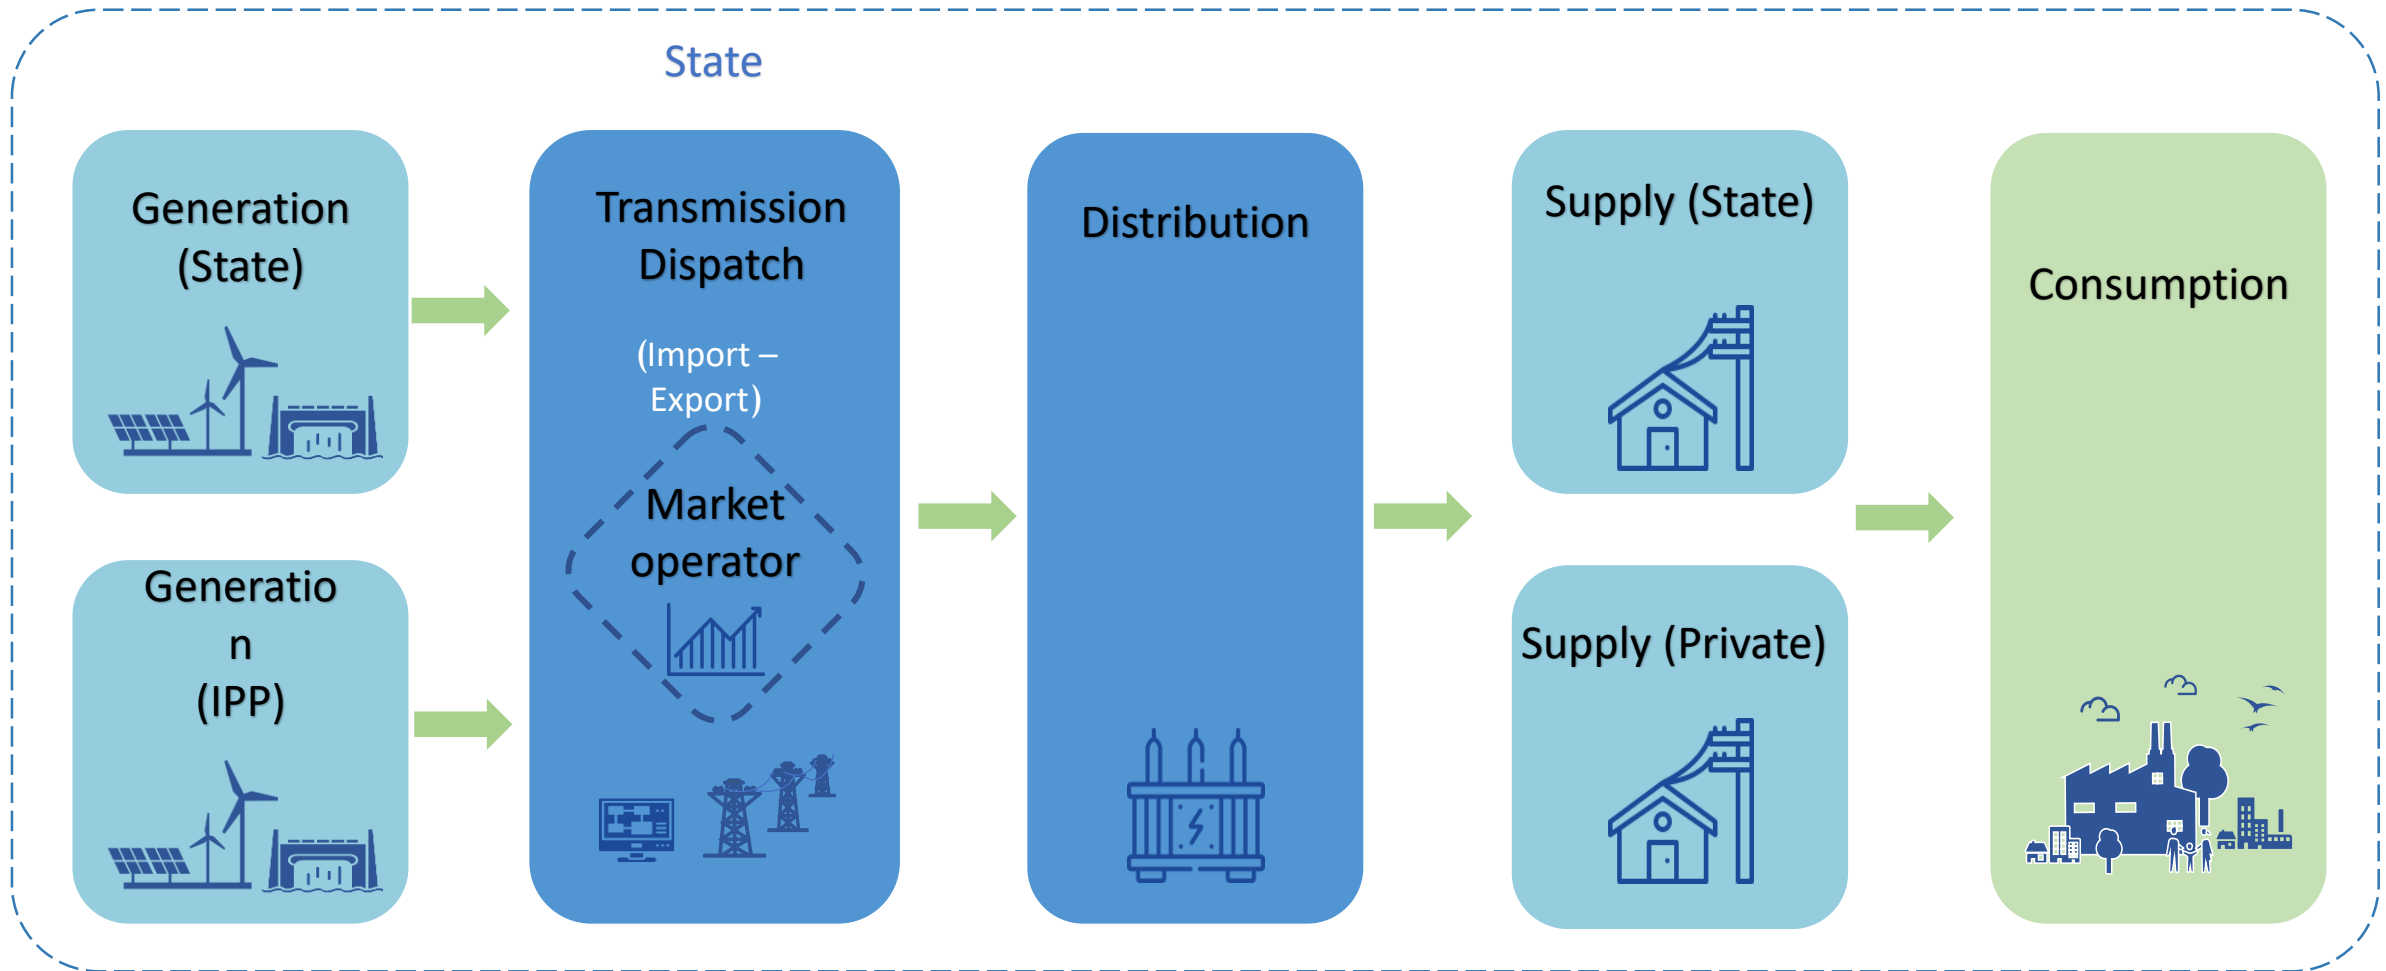 State
Generation
(State)
Generatio
n
(IPP)
Transmission
Dispatch
(Import –
Export)
Market
operator
Distribution
Supply (State)
Supply (Private)
Consumption